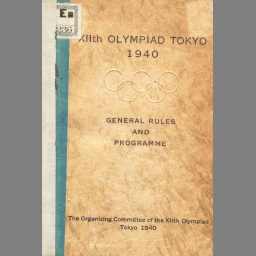 XIIth OLYMPIAD TOKYO
1940
GENERAL RULES
AND
PROGRAMME
The Organizing Committee of the XIIth Olympiad
Tokyo 1940